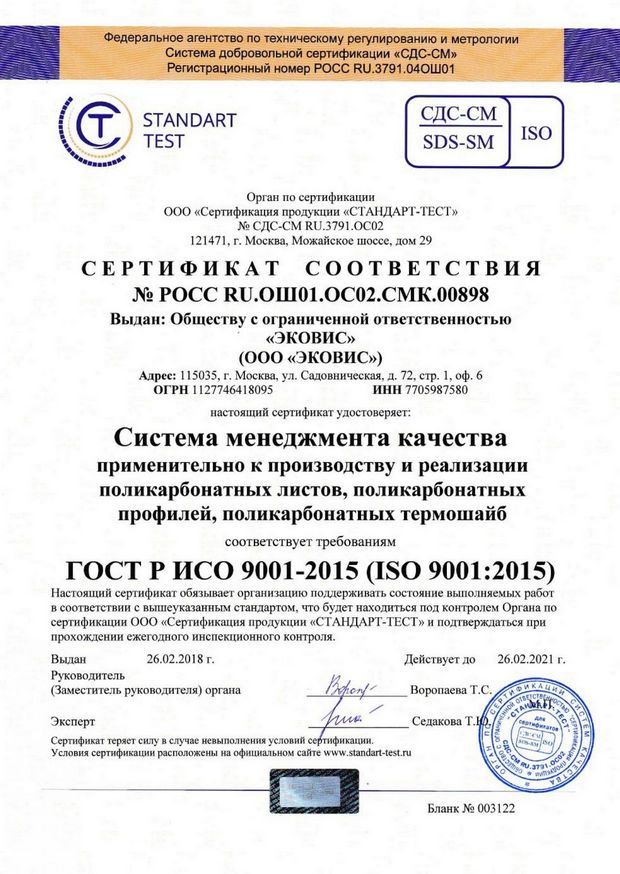 Федеральное агентство по техническому регулированию и метрологии
Система добровольной сертификации «СДС-СМ»
Регистрационный номер РОСС RU.3791.04ОШ01
STANDART
TEST
СДС-СМ
SDS-SM
ISO
Орган по сертификации
ООО «Сертификация продукции «СТАНДАРТ-ТЕСТ»
№ СДС-СМ RU.3791.ОС02
121471, г. Москва, Можайское шоссе, дом 29
СЕРТИФИКАТ СООТВЕТСТВИЯ
№ РОСС RU.ОШ01.ОС02.СМК.00898
Выдан: Обществу с ограниченной ответственностью
«ЭКОВИС»
(ООО «ЭКОВИС»)
Адрес: 115035, г. Москва, ул. Садовническая, д. 72, стр. 1, оф. 6
ОГРН 1127746418095 ИНН 7705987580
настоящий сертификат удостоверяет:
Система менеджмента качества
применительно к производству и реализации
поликарбонатных листов, поликарбонатных
профилей, поликарбонатных термошайб
соответствует требованиям
ГОСТ Р ИСО 9001-2015 (ISO 9001:2015)
Настоящий сертификат обязывает организацию поддерживать состояние выполняемых работ
в соответствии с вышеуказанным стандартом, что будет находиться под контролем Органа по
сертификации ООО «Сертификация продукции «СТАНДАРТ-ТЕСТ» и подтверждаться при
прохождении ежегодного инспекционного контроля.
Выдан 26.02.2018 г. Действует до 26.02.2021 г.
Руководитель
(Заместитель руководителя) органа Воропаева Т.С.
Эксперт Седакова Т.Ю.
Сертификат теряет силу в случае невыполнения условий сертификации.
Условия сертификации расположены на официальном сайте www.standart-test.ru
"СТАНДАРТ-ТЕСТ"
для
сертификатов
СДС-СМ
SDS-SM
ISO
СДС-СМ RU.3791.ОС02
Бланк № 003122